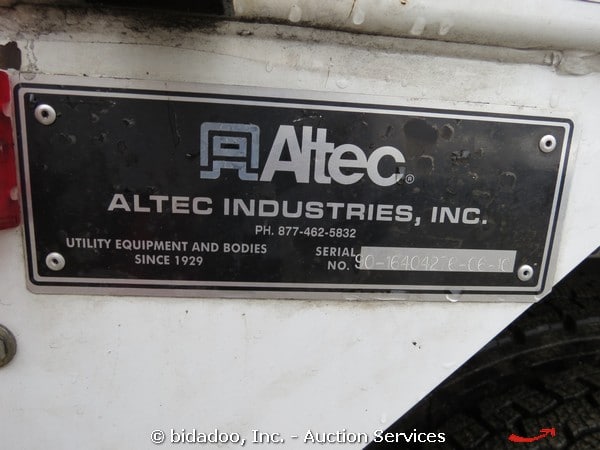 Altec®
ALTEC INDUSTRIES, INC.
PH. 877-462-5832
UTILITY EQUIPMENT AND BODIES
SINCE 1929
SERIAL
NO.
© bidadoo, Inc. - Auction Services